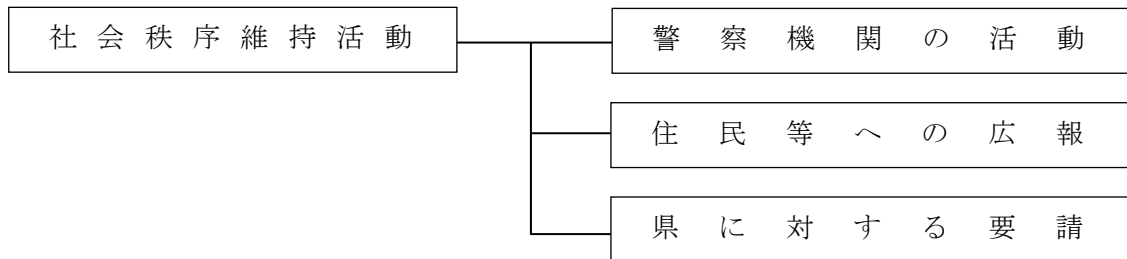 社会秩序維持活動
警察機関の活動
住民等への広報
県に対する要請